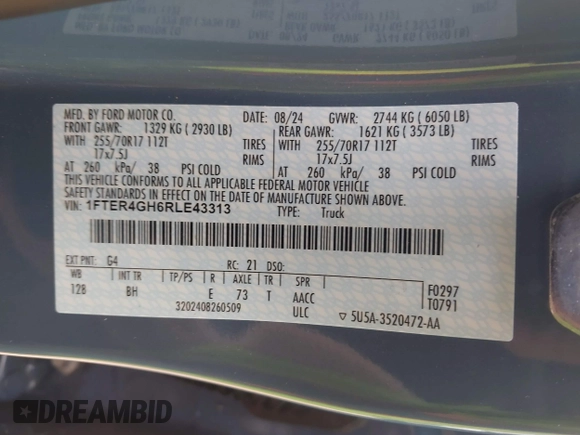 MFD. BY FORD MOTOR CO.
DATE: 08/24 GVWR: 2744 KG ( 6050 LB)
FRONT GAWR: 1329 KG ( 2930 LB)
REAR GAWR: 1621 KG ( 3573 LB)
WITH 255/70R17 112T TIRES
WITH 255/70R17 112T TIRES
17x7.5J RIMS
17x7.5J RIMS
AT 260 kPa/ 38 PSI COLD
AT 260 kPa/ 38 PSI COLD
THIS VEHICLE CONFORMS TO ALL APPLICABLE FEDERAL MOTOR VEHICLE
SAFETY STANDARDS IN EFFECT ON THE DATE OF MANUFACTURE SHOWN ABOVE.
VIN: 1FTER4GH6RLE43313 TYPE: Truck
EXT PNT: G4 RC: 21 DSO:
WB INT TR TP/PS R AXLE TR SPR
12B BH E 73 T AACC
ULC
F0297
T0791
3202408260509
5U5A-3520472-AA
DREAMBID